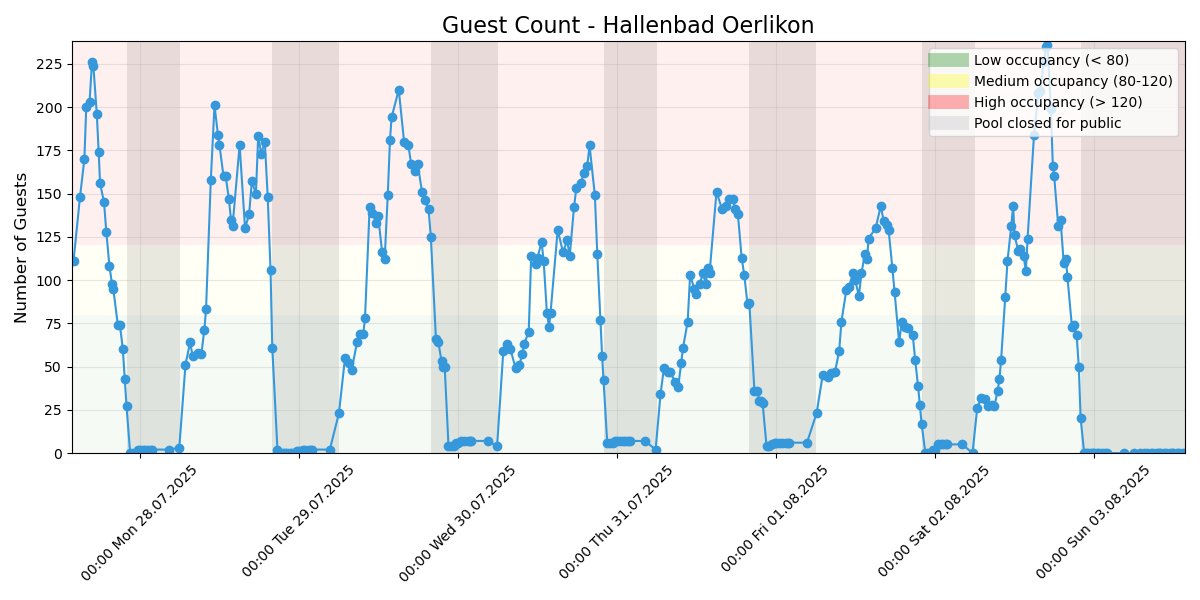 Guest Count - Hallenbad Oerlikon
Number of Guests
225
200
175
150
125
100
75
50
25
0
Low occupancy (< 80)
Medium occupancy (80-120)
High occupancy (> 120)
Pool closed for public
00:00 Mon 28.07.2025
00:00 Tue 29.07.2025
00:00 Wed 30.07.2025
00:00 Thu 31.07.2025
00:00 Fri 01.08.2025
00:00 Sat 02.08.2025
00:00 Sun 03.08.2025